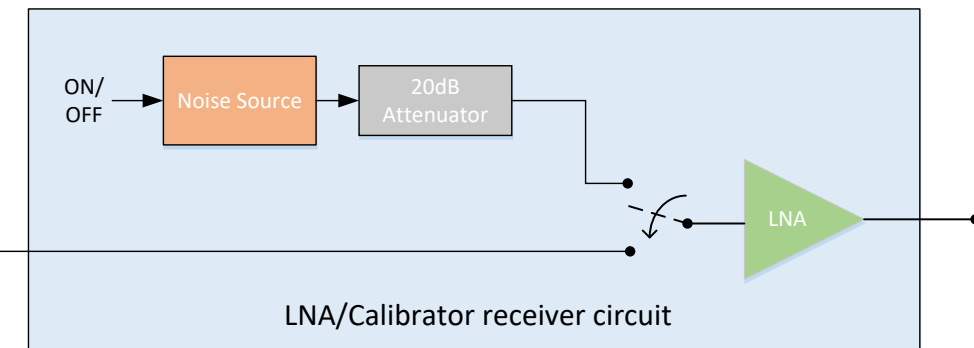 ON/
OFF
Noise Source
20dB
Attenuator
LNA
LNA/Calibrator receiver circuit